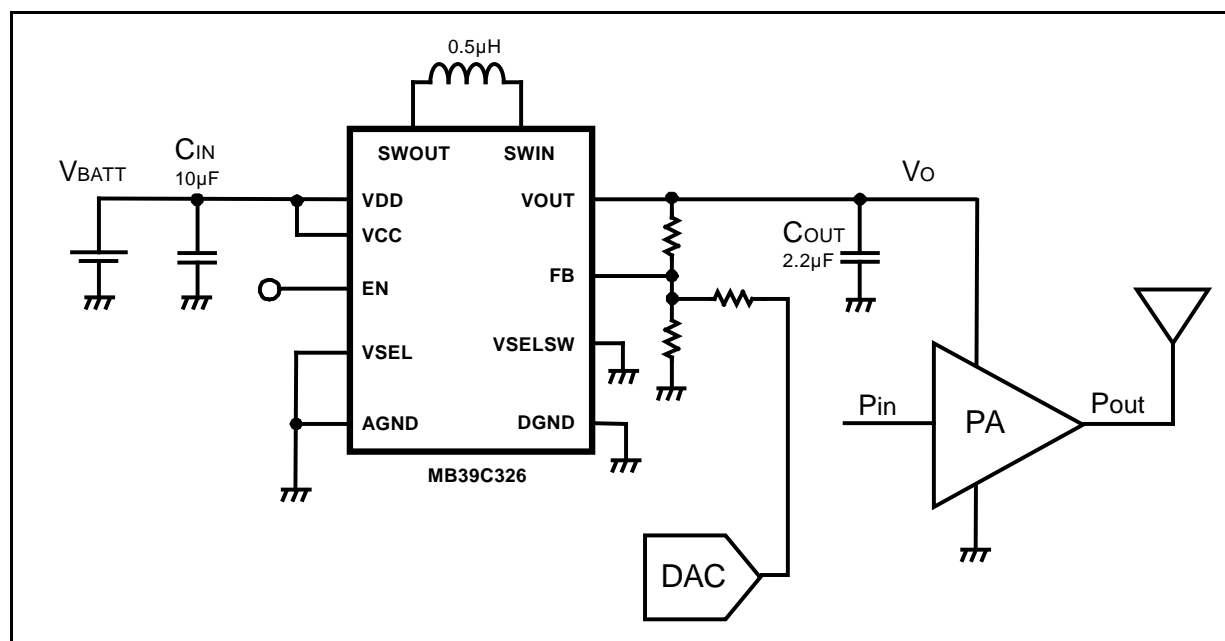 0.5µH
SWOUT SWIN
VBATT
CIN
10µF
VDD
VCC
EN
VSEL
AGND
VOUT
FB
VSELSW
DGND
MB39C326
VO
COUT
2.2µF
Pin
PA
Pout
DAC